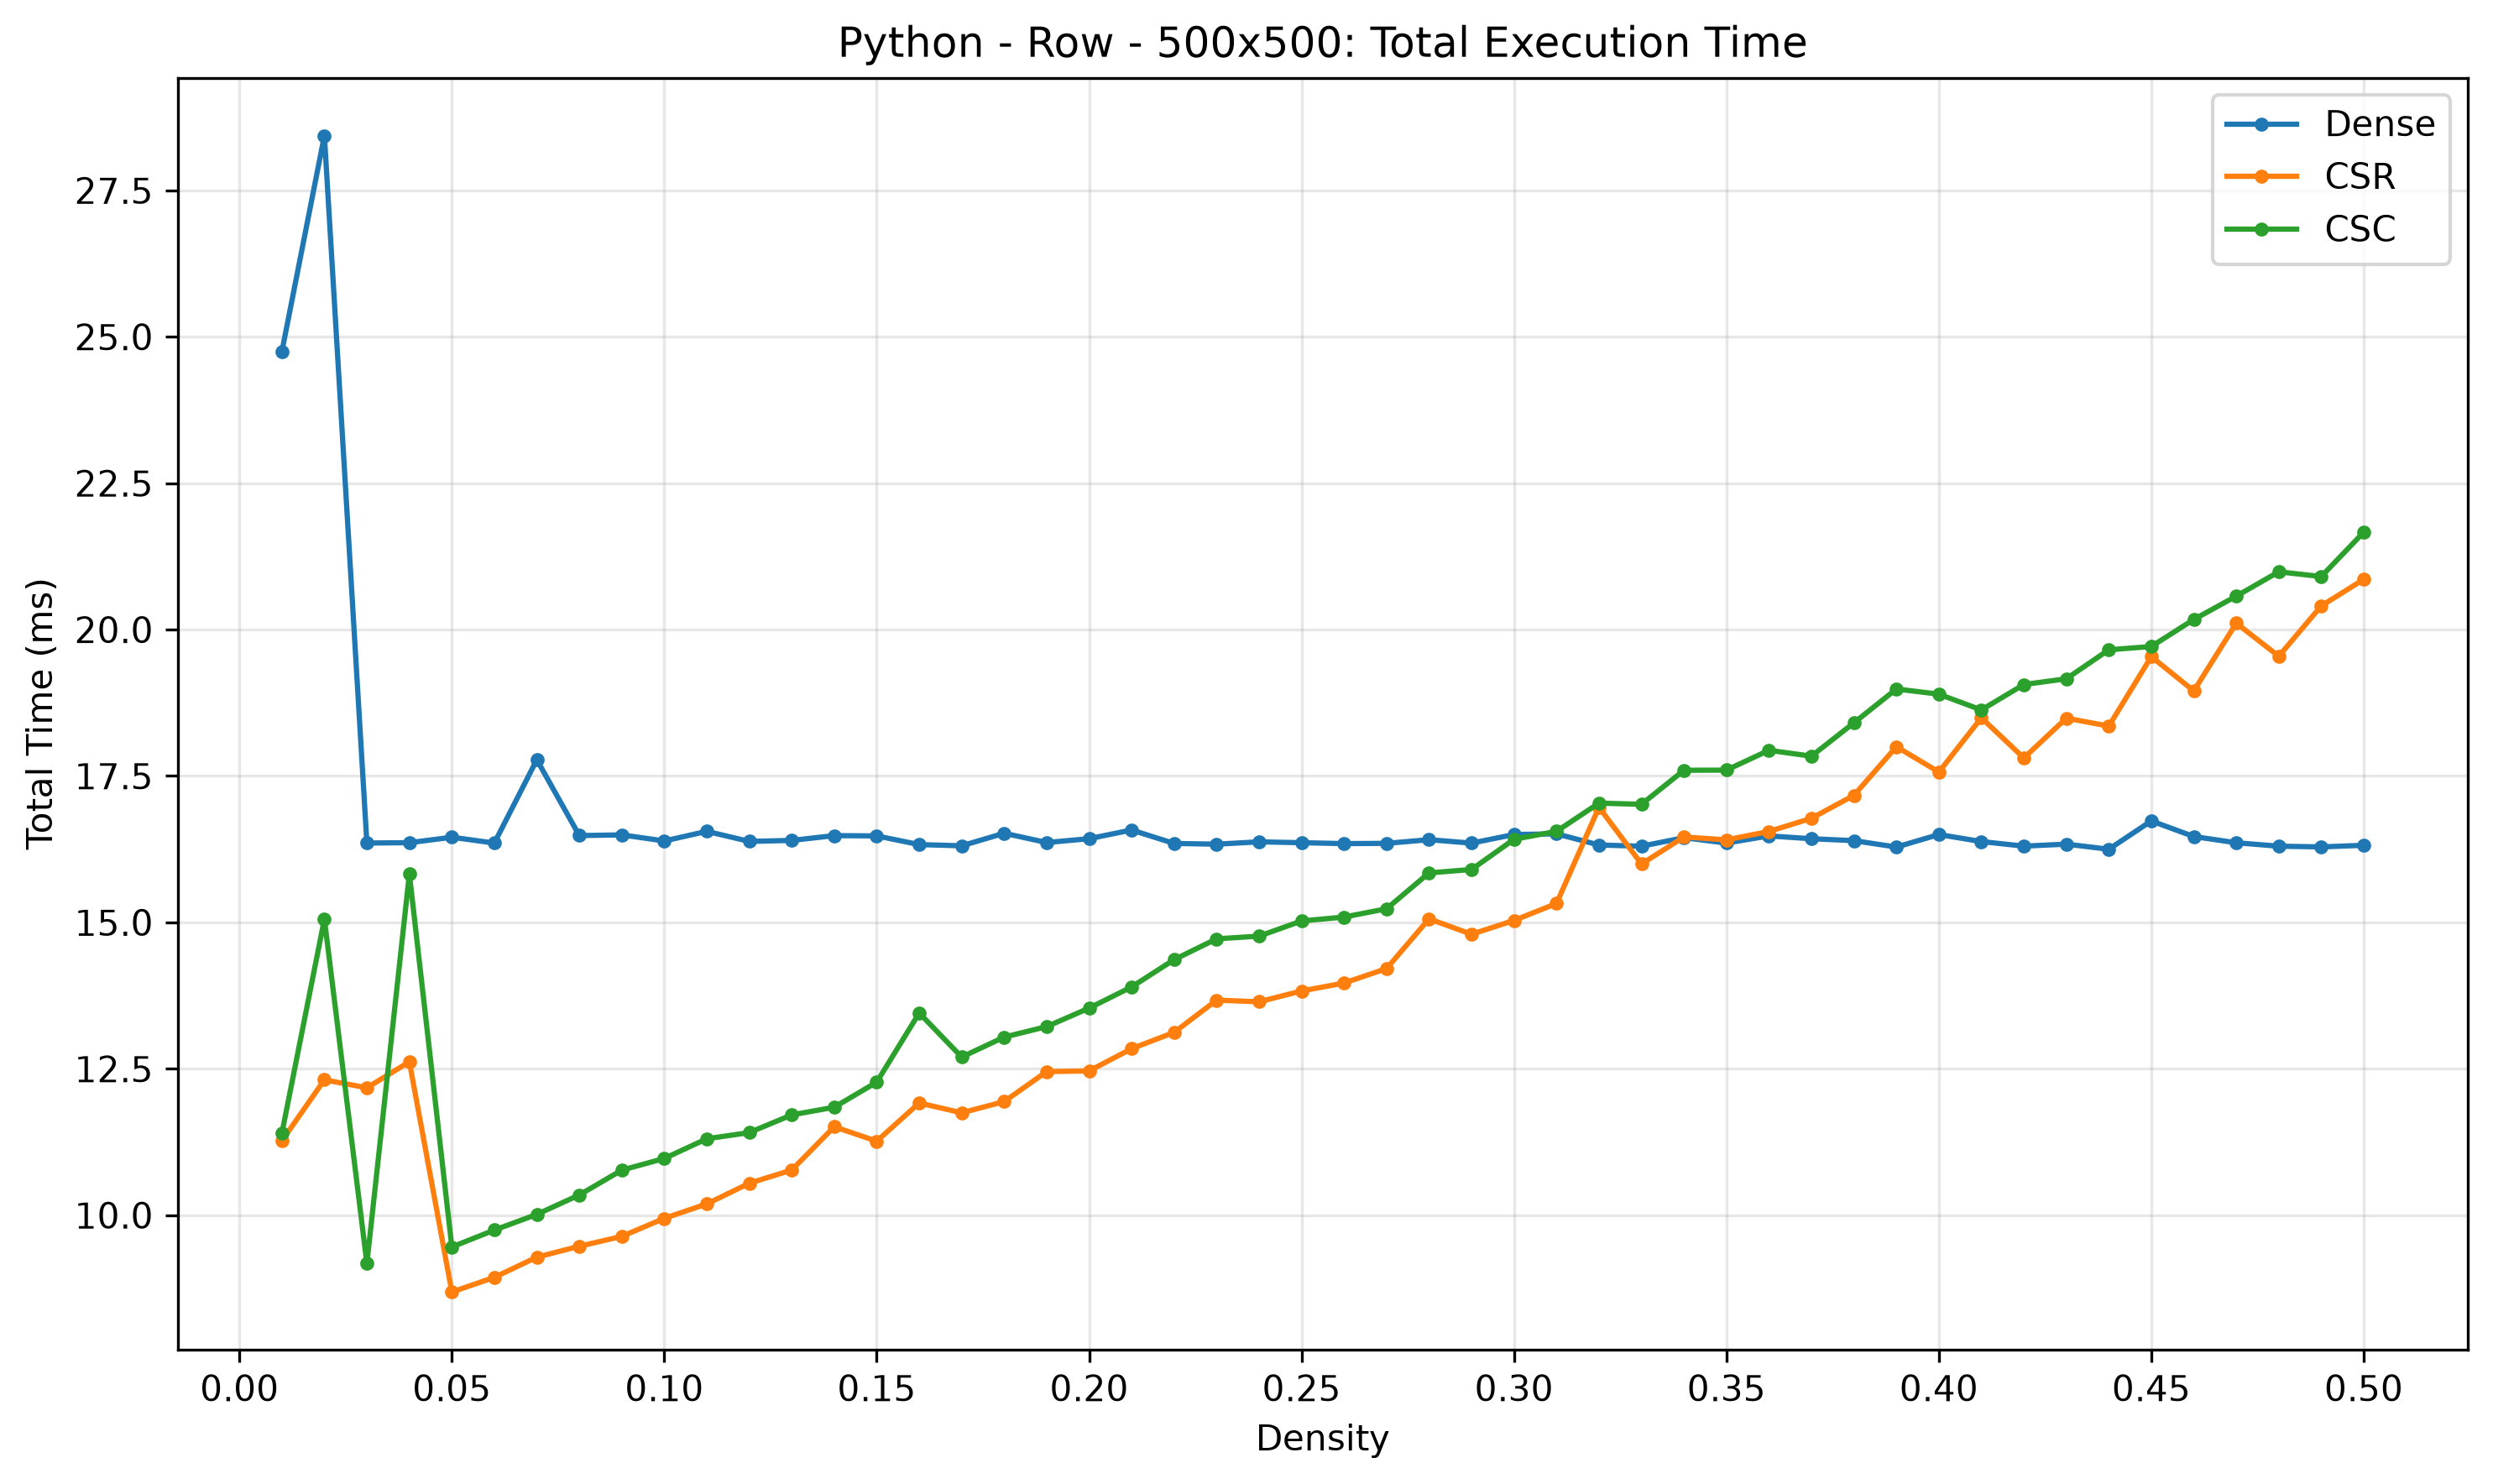 Python - Row - 500x500: Total Execution Time
Dense
CSR
CSC
Total Time (ms)
27.5
25.0
22.5
20.0
17.5
15.0
12.5
10.0
0.00 0.05 0.10 0.15 0.20 0.25 0.30 0.35 0.40 0.45 0.50
Density